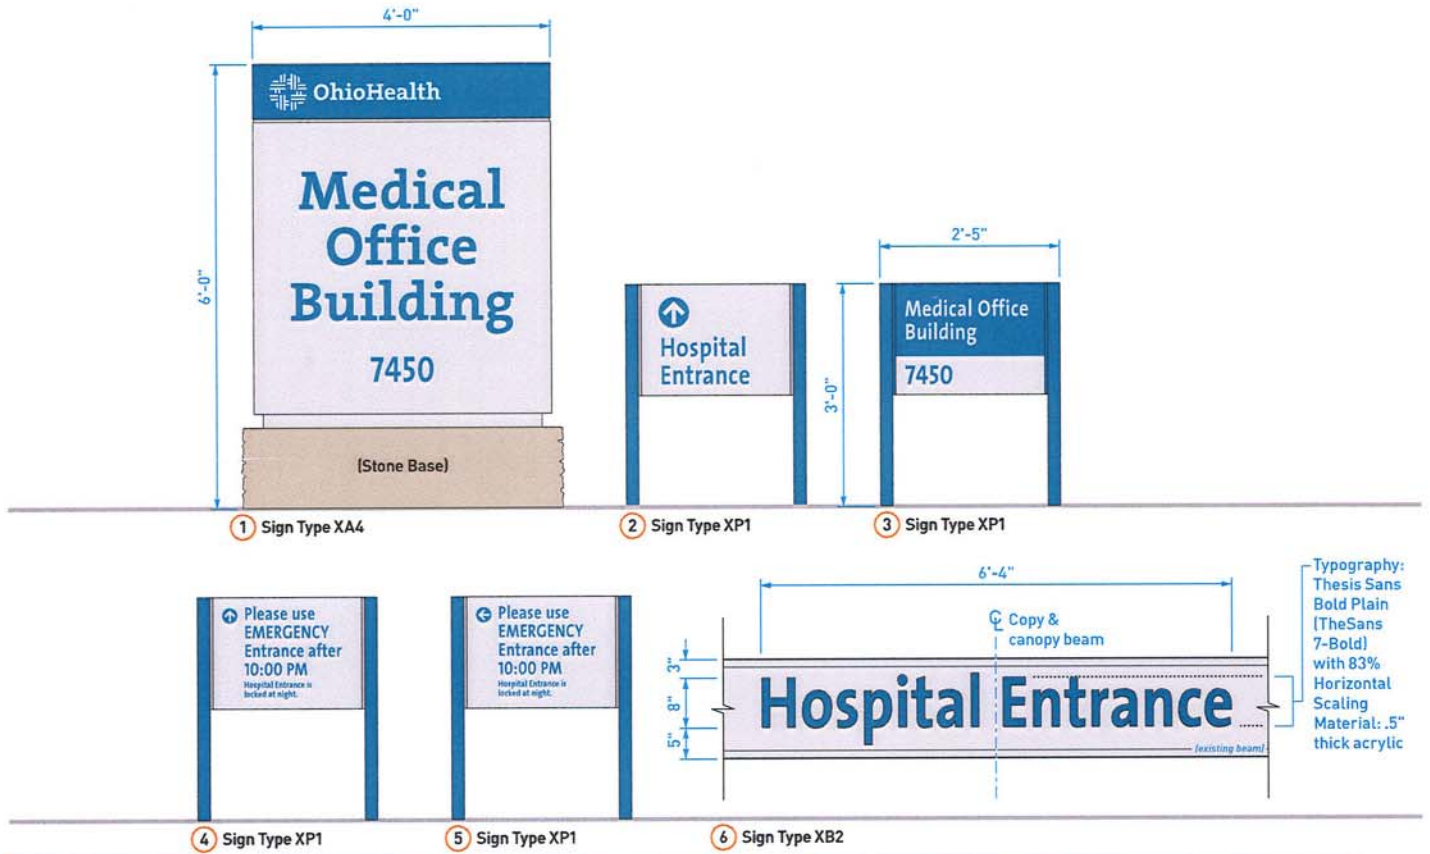 4'-0"
6'-0"
OhioHealth
Medical
Office
Building
7450
(Stone Base)
1 Sign Type XA4
Hospital
Entrance
2 Sign Type XP1
2'-5"
3'-0"
Medical Office
Building
7450
3 Sign Type XP1
Please use
EMERGENCY
Entrance after
10:00 PM
Hospital Entrance is
locked at night.
4 Sign Type XP1
Please use
EMERGENCY
Entrance after
10:00 PM
Hospital Entrance is
locked at night.
5 Sign Type XP1
6'-4"
CL Copy &
canopy beam
3"
8"
5"
Hospital Entrance
(existing beam)
6 Sign Type XB2
Typography:
Thesis Sans
Bold Plain
(TheSans
7-Bold)
with 83%
Horizontal
Scaling
Material: .5"
thick acrylic